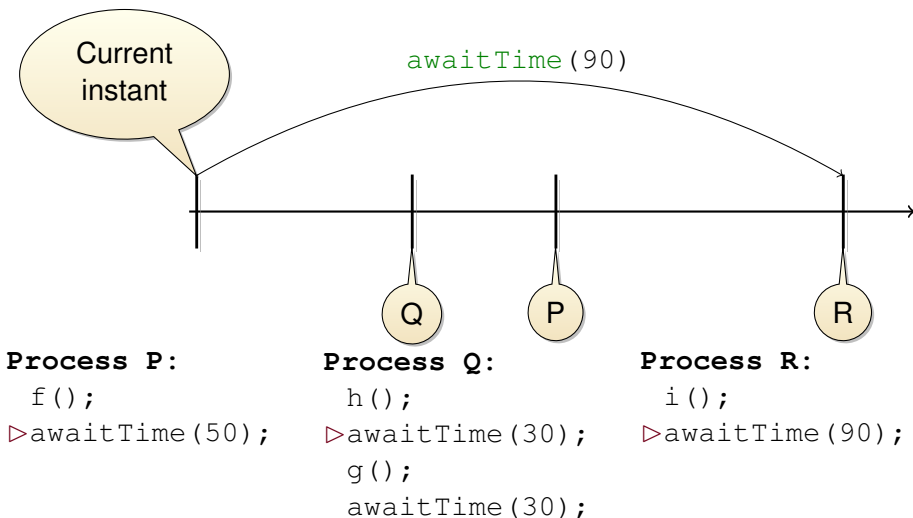 Current
instant
awaitTime(90)
Q
P
R
Process P:
f();
▷awaitTime(50);
Process Q:
h();
▷awaitTime(30);
g();
awaitTime(30);
Process R:
i();
▷awaitTime(90);